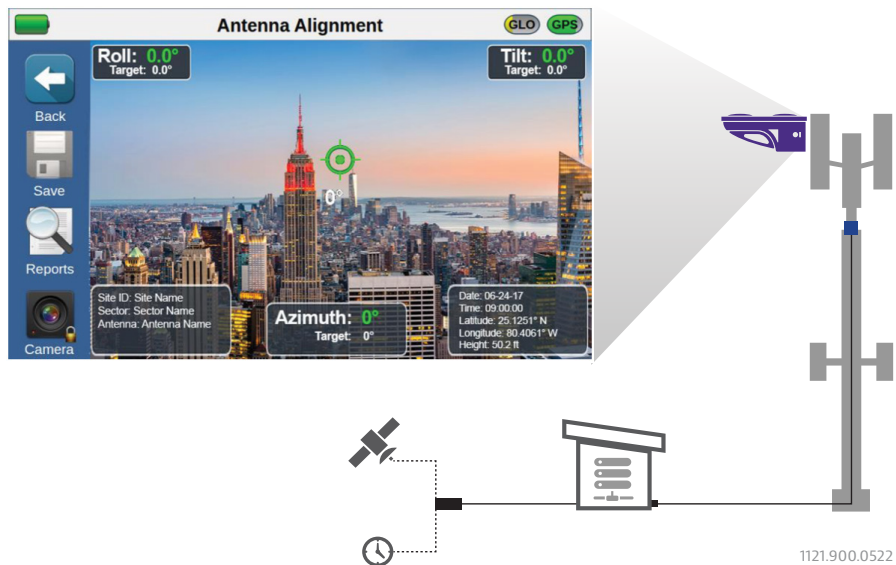 Antenna Alignment
GLO
GPS
Back
Save
Reports
Camera
Roll: 0.0°
Target: 0.0°
Tilt: 0.0°
Target: 0.0°
0°
Site ID: Site Name
Sector: Sector Name
Antenna: Antenna Name
Azimuth: 0°
Target: 0°
Date: 06-24-17
Time: 09:00:00
Latitude: 25.1251° N
Longitude: 80.4061° W
Height: 50.2 ft
1121.900.0522